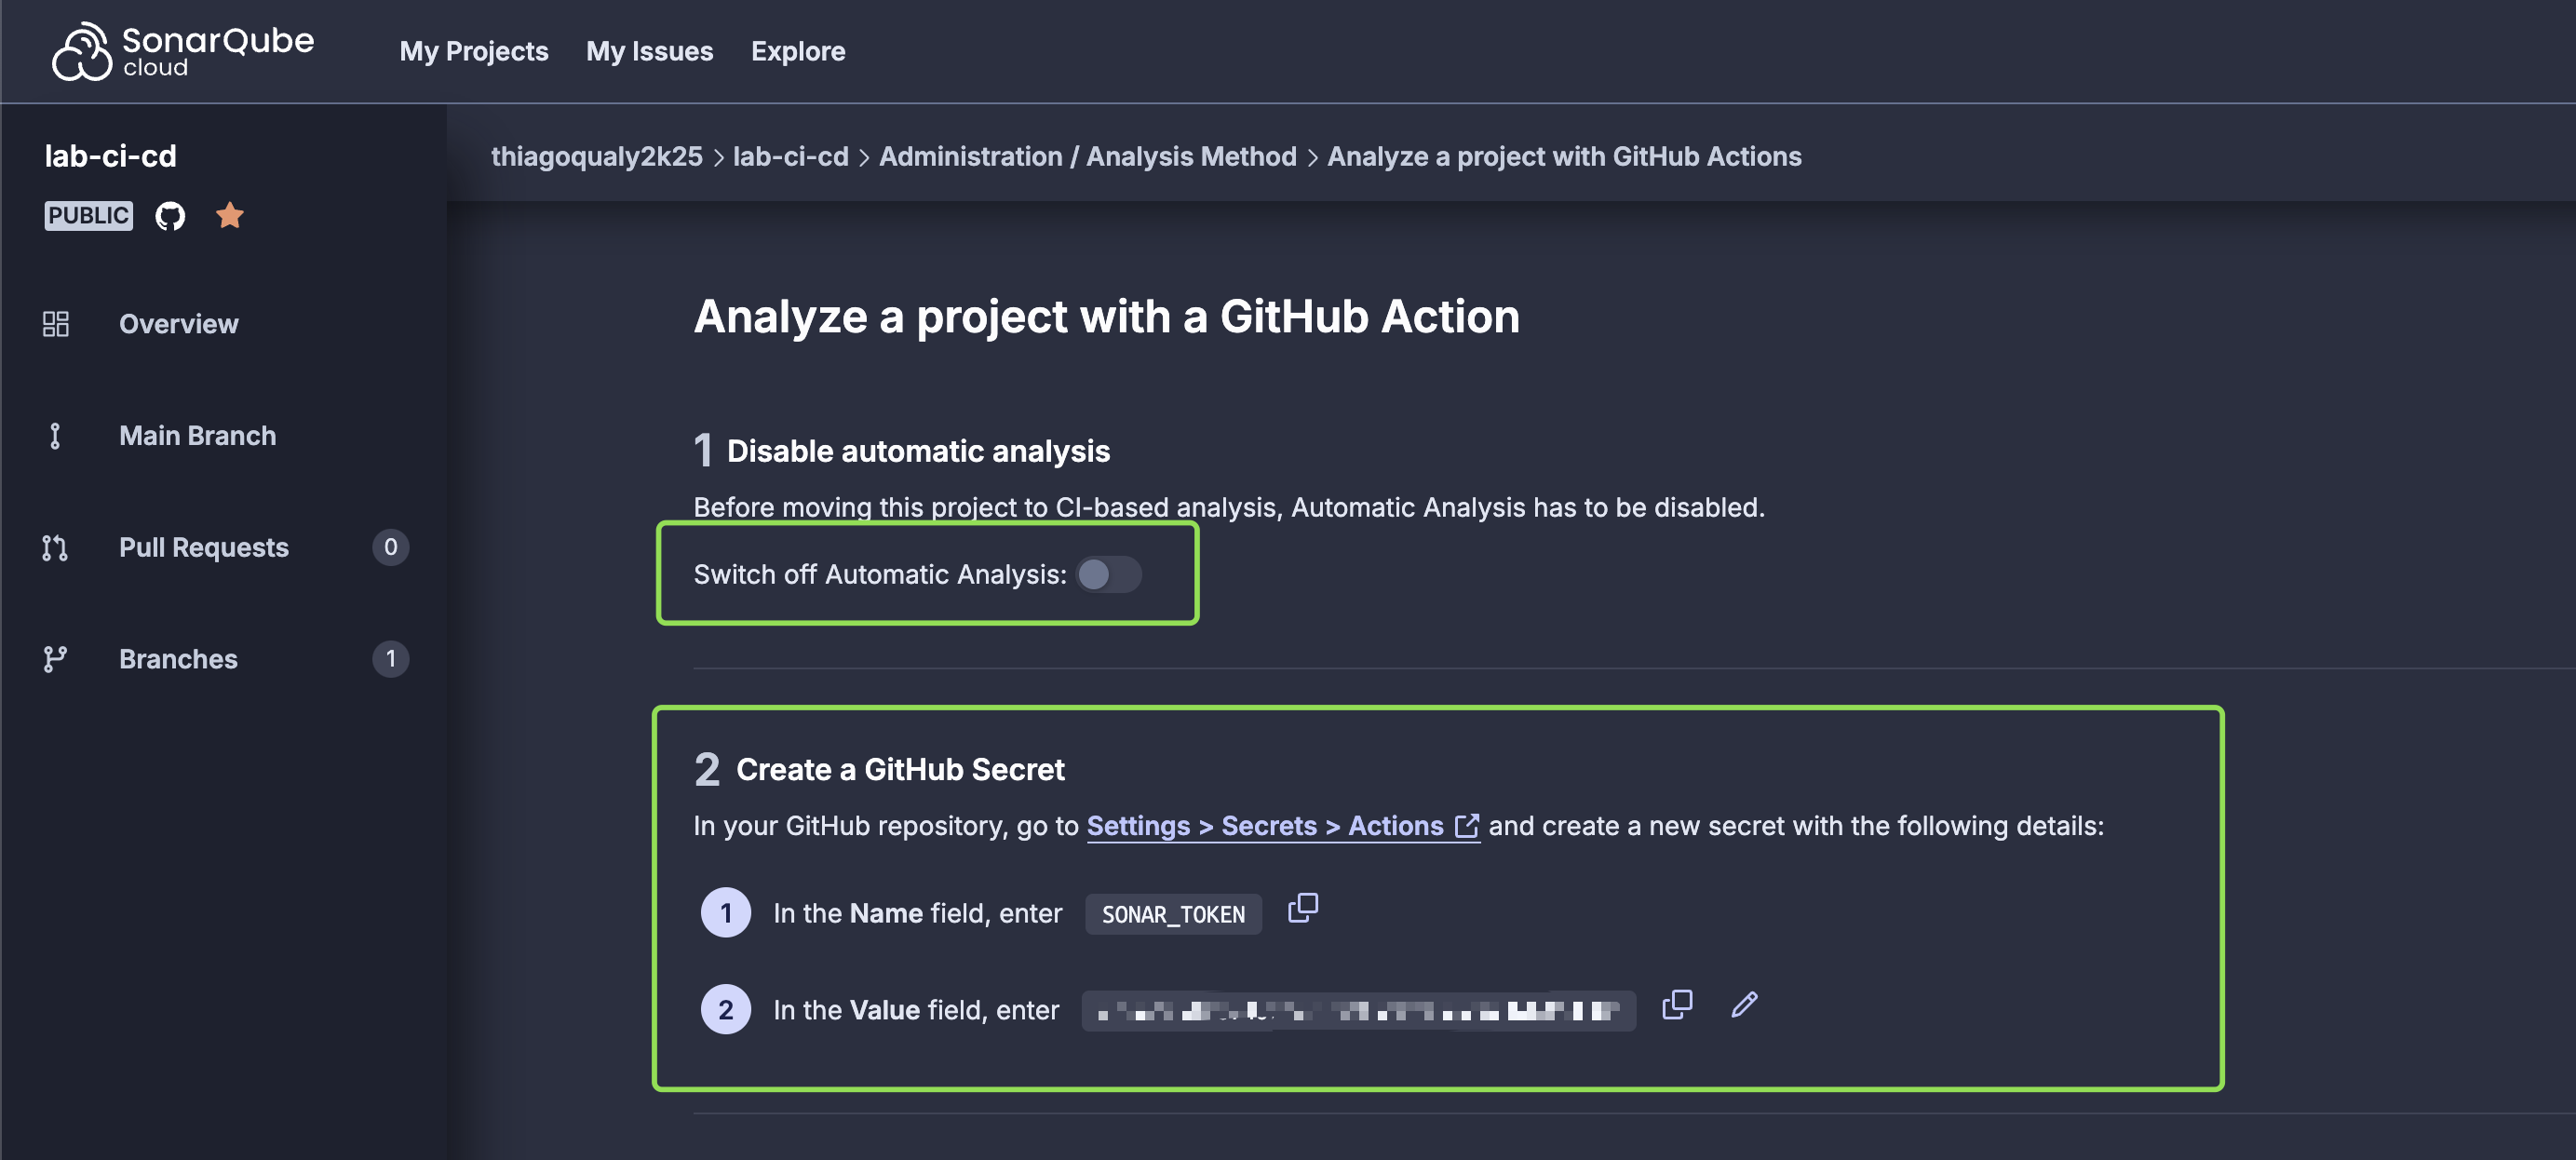 SonarQube cloud
My Projects My Issues Explore
lab-ci-cd
PUBLIC
Overview
Main Branch
Pull Requests 0
Branches 1
thiagoqualy2k25 > lab-ci-cd > Administration / Analysis Method > Analyze a project with GitHub Actions
Analyze a project with a GitHub Action
1 Disable automatic analysis
Before moving this project to CI-based analysis, Automatic Analysis has to be disabled.
Switch off Automatic Analysis:
2 Create a GitHub Secret
In your GitHub repository, go to Settings > Secrets > Actions and create a new secret with the following details:
1 In the Name field, enter SONAR_TOKEN
2 In the Value field, enter